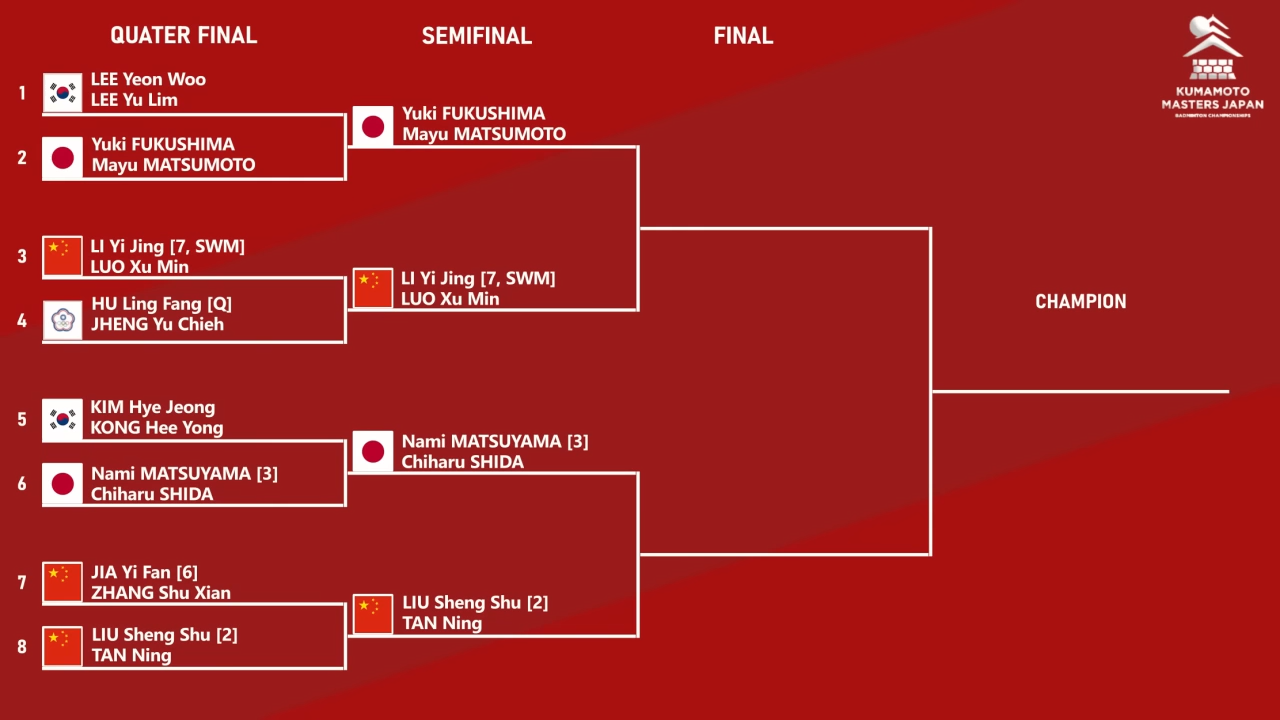 QUATER FINAL
SEMIFINAL
FINAL
KUMAMOTO
MASTERS JAPAN
BADMINTON CHAMPIONSHIPS
1
LEE Yeon Woo
LEE Yu Lim
2
Yuki FUKUSHIMA
Mayu MATSUMOTO
3
LI Yi Jing [7, SWM]
LUO Xu Min
4
HU Ling Fang [Q]
JHENG Yu Chieh
5
KIM Hye Jeong
KONG Hee Yong
6
Nami MATSUYAMA [3]
Chiharu SHIDA
7
JIA Yi Fan [6]
ZHANG Shu Xian
8
LIU Sheng Shu [2]
TAN Ning
Yuki FUKUSHIMA
Mayu MATSUMOTO
LI Yi Jing [7, SWM]
LUO Xu Min
Nami MATSUYAMA [3]
Chiharu SHIDA
LIU Sheng Shu [2]
TAN Ning
CHAMPION